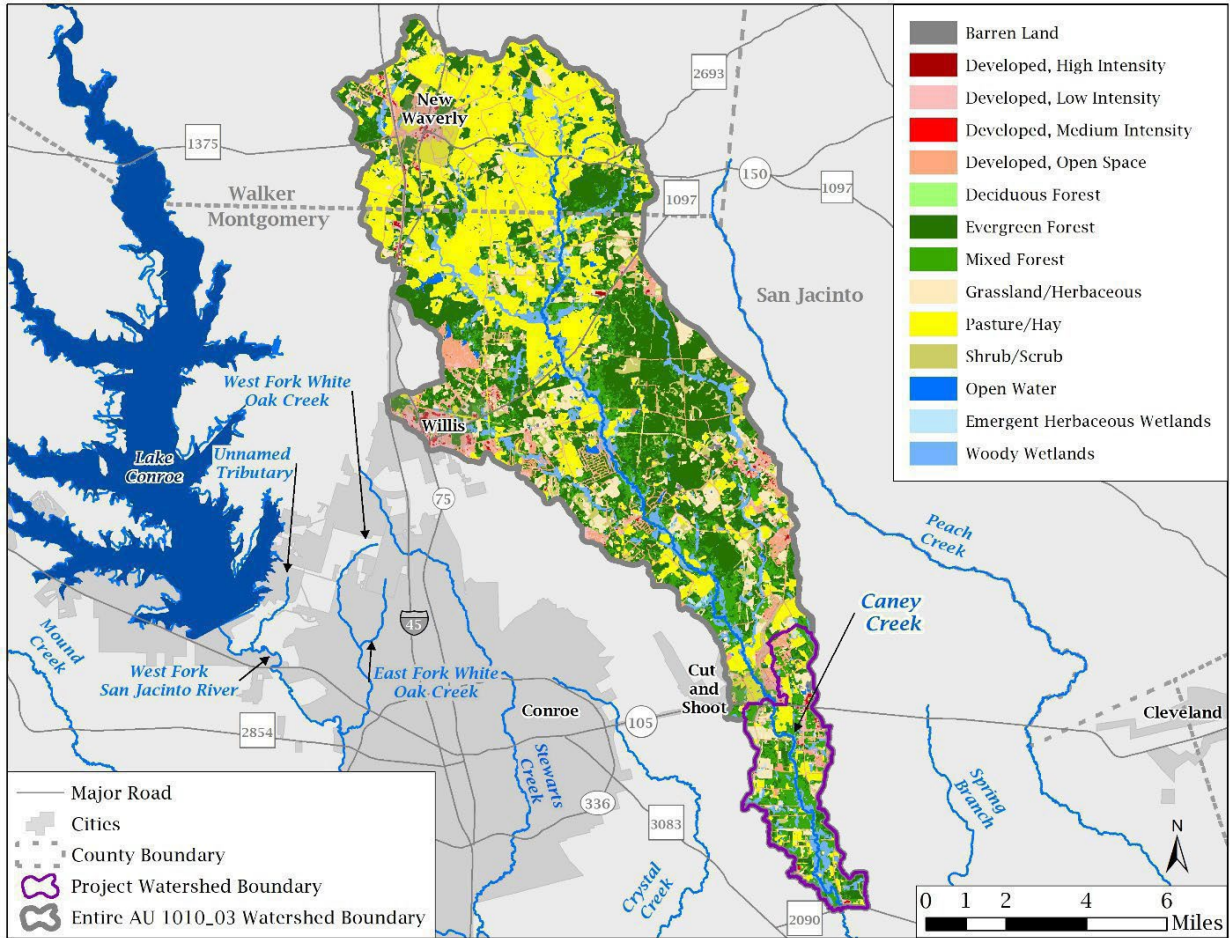 New
Waverly
2693
1375
150
1097
1097
Walker
Montgomery
San Jacinto
West Fork White
Oak Creek
Willis
Lake
Conroe
Unnamed
Tributary
75
Peach
Creek
Caney
Creek
45
Mound
Creek
West Fork
San Jacinto River
East Fork White
Oak Creek
Cut
and
Shoot
Conroe
105
Cleveland
2854
Stewarts
Creek
Spring
Branch
336
3083
Crystal
Creek
2090
Barren Land
Developed, High Intensity
Developed, Low Intensity
Developed, Medium Intensity
Developed, Open Space
Deciduous Forest
Evergreen Forest
Mixed Forest
Grassland/Herbaceous
Pasture/Hay
Shrub/Scrub
Open Water
Emergent Herbaceous Wetlands
Woody Wetlands
Major Road
Cities
County Boundary
Project Watershed Boundary
Entire AU 1010_03 Watershed Boundary
N
0 1 2 4 6
Miles